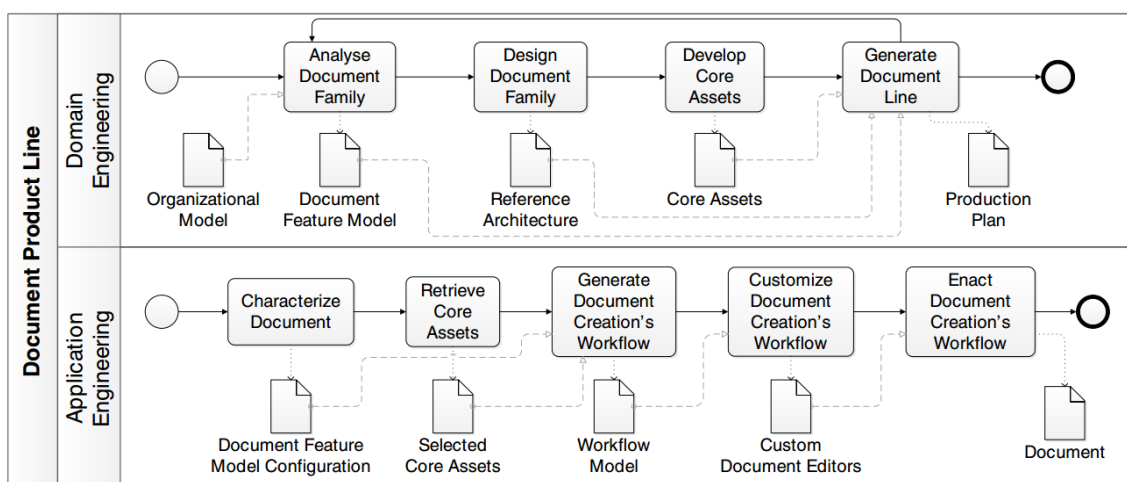 Document Product Line
Domain
Engineering
Analyse
Document
Family
Design
Document
Family
Develop
Core
Assets
Generate
Document
Line
Organizational
Model
Document
Feature Model
Reference
Architecture
Core Assets
Production
Plan
Application
Engineering
Characterize
Document
Retrieve
Core
Assets
Generate
Document
Creation's
Workflow
Customize
Document
Creation's
Workflow
Enact
Document
Creation's
Workflow
Document Feature
Model Configuration
Selected
Core Assets
Workflow
Model
Custom
Document Editors
Document